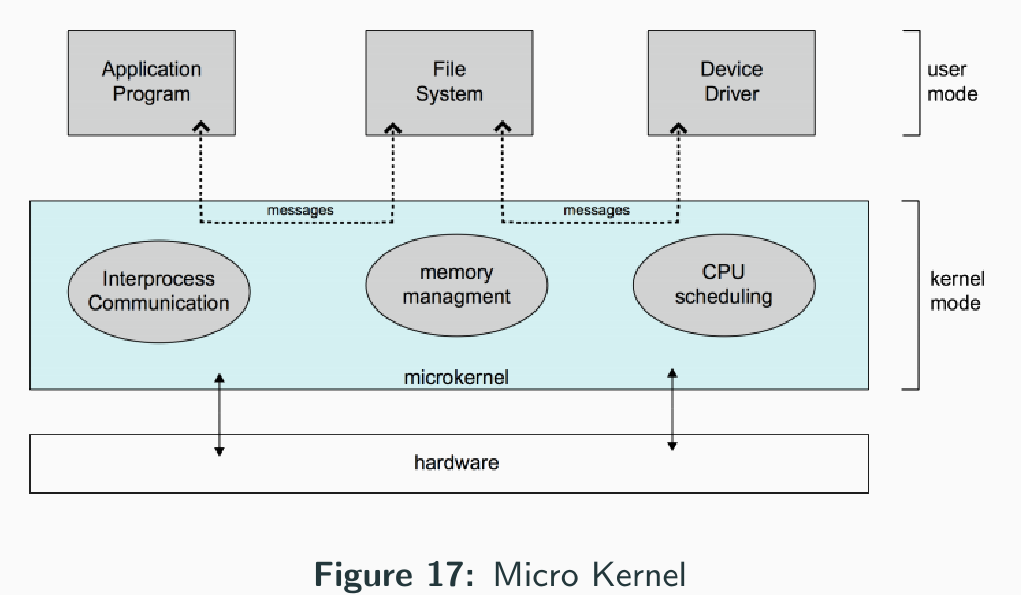 Application
Program
File
System
Device
Driver
user
mode
messages
messages
Interprocess
Communication
memory
managment
CPU
scheduling
kernel
mode
microkernel
hardware
Figure 17: Micro Kernel